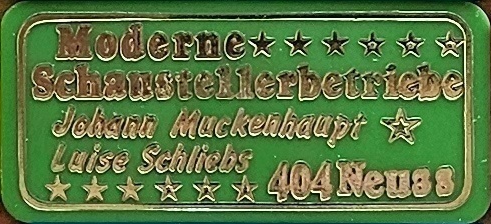 Moderne
Schaustellerbetriebe
Johann Muckenhaupt
Luise Schliebs
404 Neuss